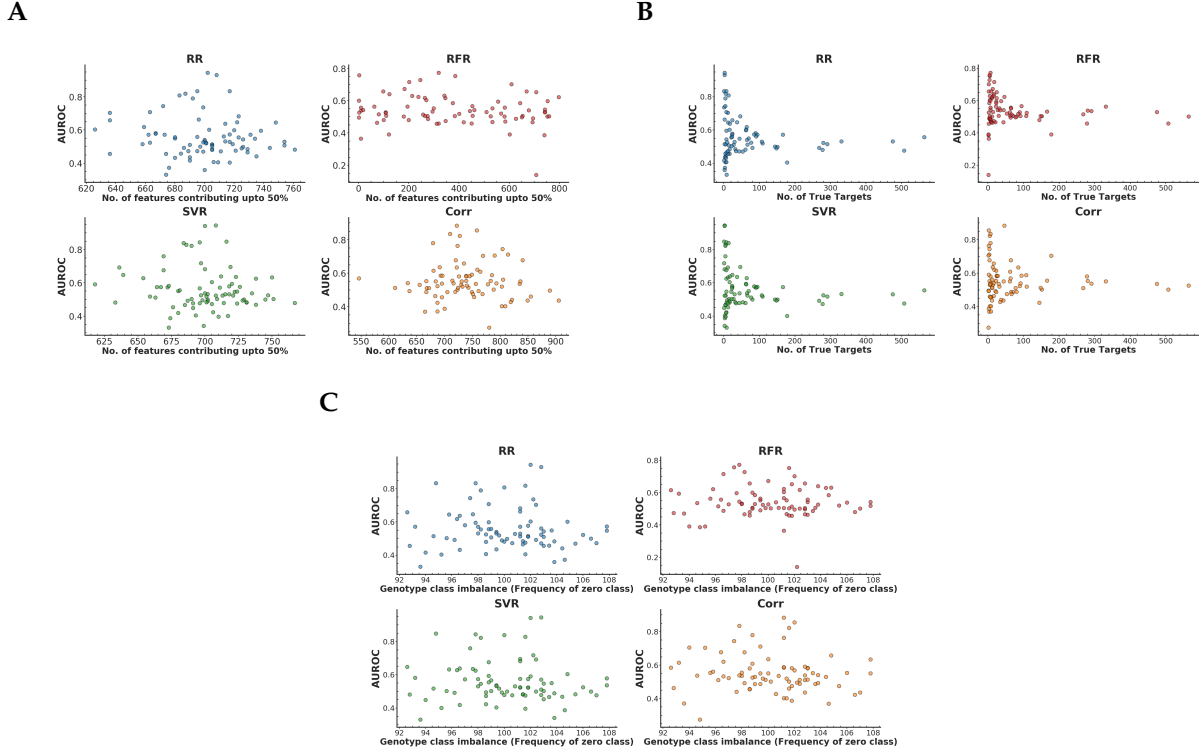 A
B
RR
RFR
AUROC
0.8
0.6
0.4
620 640 660 680 700 720 740 760
No. of features contributing upto 50%
AUROC
0.8
0.6
0.5
0.4
0.2
0 200 400 600 800
No. of features contributing upto 50%
SVR
Corr
AUROC
0.8
0.6
0.4
625 650 675 700 725 750
No. of features contributing upto 50%
AUROC
0.8
0.6
0.4
550 600 650 700 750 800 850 900
No. of features contributing upto 50%
RR
RFR
AUROC
0.8
0.6
0.4
0 100 200 300 400 500
No. of True Targets
AUROC
0.8
0.6
0.5
0.4
0.2
0 100 200 300 400 500
No. of True Targets
SVR
Corr
AUROC
0.8
0.6
0.4
0 100 200 300 400 500
No. of True Targets
AUROC
0.8
0.6
0.4
0 100 200 300 400 500
No. of True Targets
C
RR
RFR
AUROC
0.8
0.6
0.4
92 94 96 98 100 102 104 106 108
Genotype class imbalance (Frequency of zero class)
AUROC
0.8
0.6
0.5
0.4
0.2
92 94 96 98 100 102 104 106 108
Genotype class imbalance (Frequency of zero class)
SVR
Corr
AUROC
0.8
0.6
0.4
92 94 96 98 100 102 104 106 108
Genotype class imbalance (Frequency of zero class)
AUROC
0.8
0.6
0.4
92 94 96 98 100 102 104 106 108
Genotype class imbalance (Frequency of zero class)